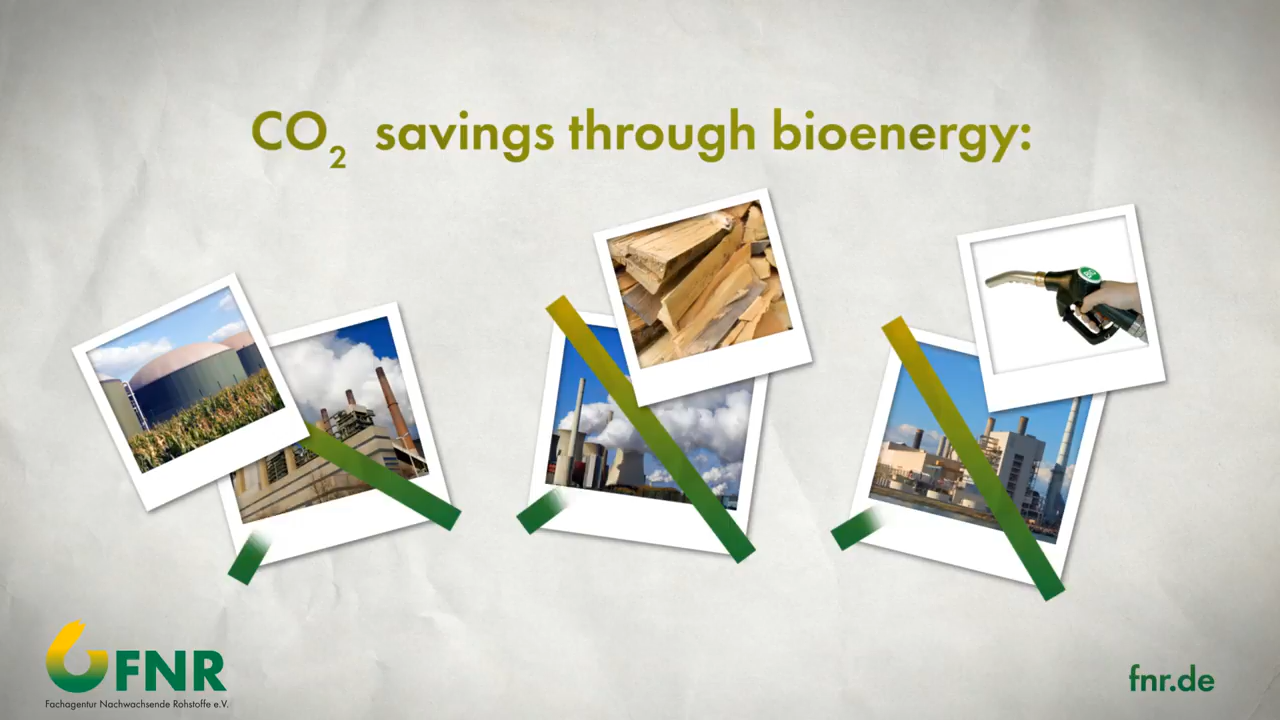 CO₂ savings through bioenergy:
FNR
Fachagentur Nachwachsende Rohstoffe e.V.
fnr.de